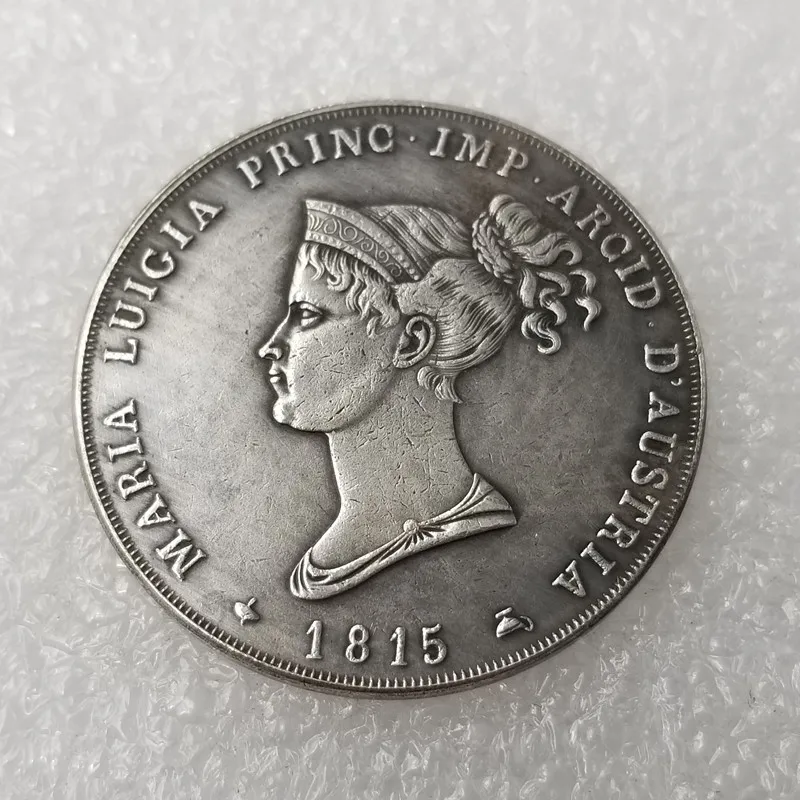 MARIA LUIGIA PRINC · IMP · ARCID · D'AUSTRIA
1815